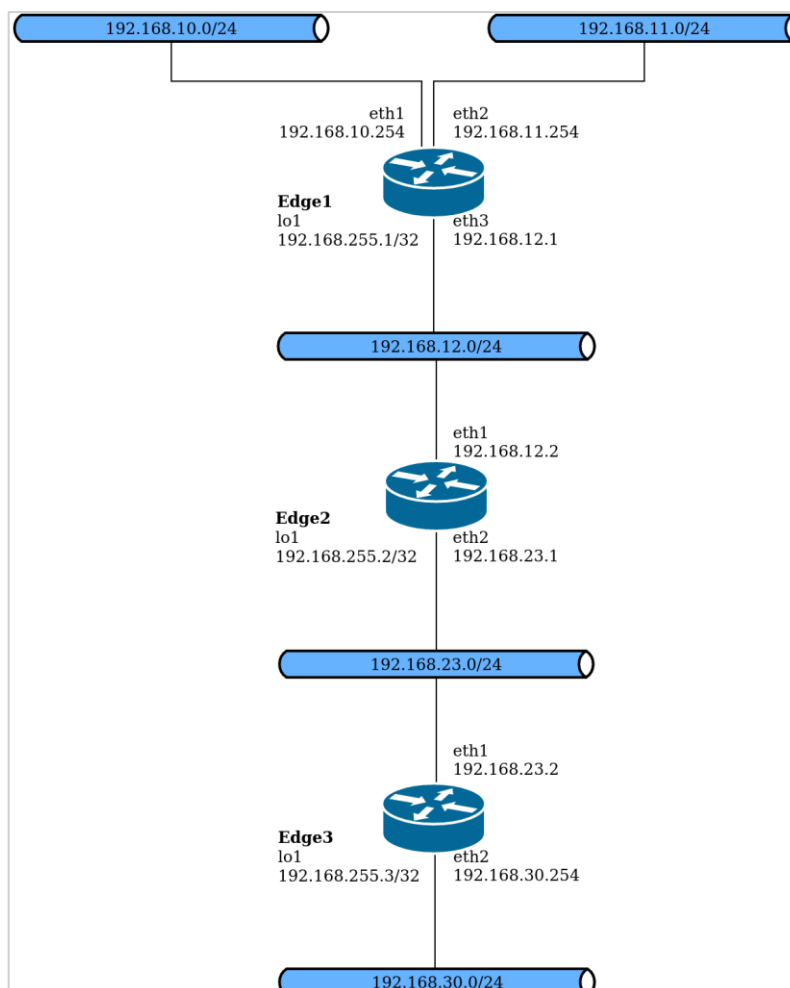 192.168.10.0/24
192.168.11.0/24
eth1
192.168.10.254
eth2
192.168.11.254
Edge1
lo1
192.168.255.1/32
eth3
192.168.12.1
192.168.12.0/24
eth1
192.168.12.2
Edge2
lo1
192.168.255.2/32
eth2
192.168.23.1
192.168.23.0/24
eth1
192.168.23.2
Edge3
lo1
192.168.255.3/32
eth2
192.168.30.254
192.168.30.0/24